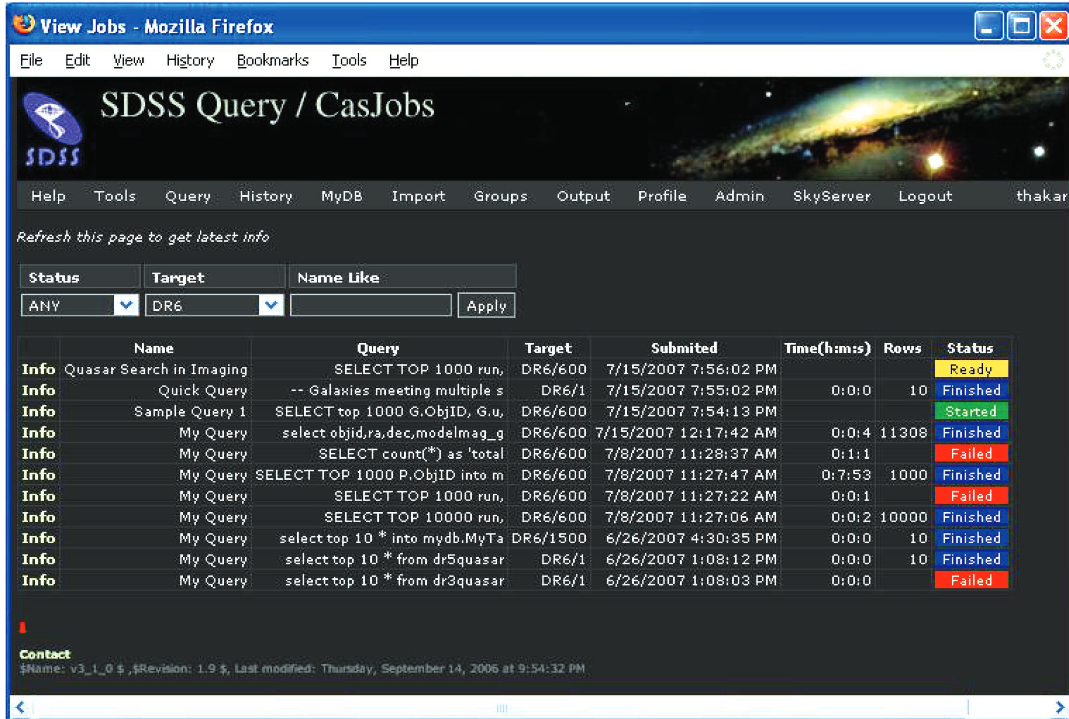 View Jobs - Mozilla Firefox
File Edit View History Bookmarks Tools Help
SDSS Query / CasJobs
SDSS
Help Tools Query History MyDB Import Groups Output Profile Admin SkyServer Logout thakar
Refresh this page to get latest info
Status Target Name Like
ANY DR6 Apply
Name Query Target Submited Time(h:m:s) Rows Status
Info Quasar Search in Imaging SELECT TOP 1000 run, DR6/600 7/15/2007 7:56:02 PM Ready
Info Quick Query -- Galaxies meeting multiple s DR6/1 7/15/2007 7:55:02 PM 0:0:0 10 Finished
Info Sample Query 1 SELECT top 1000 G.ObjID, G.u, DR6/600 7/15/2007 7:54:13 PM Started
Info My Query select objid,ra,dec,modelmag_g DR6/600 7/15/2007 12:17:42 AM 0:0:4 11308 Finished
Info My Query SELECT count(*) as 'total DR6/600 7/8/2007 11:28:37 AM 0:1:1 Failed
Info My Query SELECT TOP 1000 P.ObjID into m DR6/600 7/8/2007 11:27:47 AM 0:7:53 1000 Finished
Info My Query SELECT TOP 10000 run, DR6/600 7/8/2007 11:27:22 AM 0:0:1 Failed
Info My Query SELECT TOP 10000 run, DR6/600 7/8/2007 11:27:06 AM 0:0:2 10000 Finished
Info My Query select top 10 * into mydb.MyTa DR6/1500 6/26/2007 4:30:35 PM 0:0:0 10 Finished
Info My Query select top 10 * from dr5quasar DR6/1 6/26/2007 1:08:12 PM 0:0:0 10 Finished
Info My Query select top 10 * from dr3quasar DR6/1 6/26/2007 1:08:03 PM 0:0:0 Failed
Contact
$Name: v3_1_0 $ ,$Revision: 1.9 $, Last modified: Thursday, September 14, 2006 at 9:54:32 PM